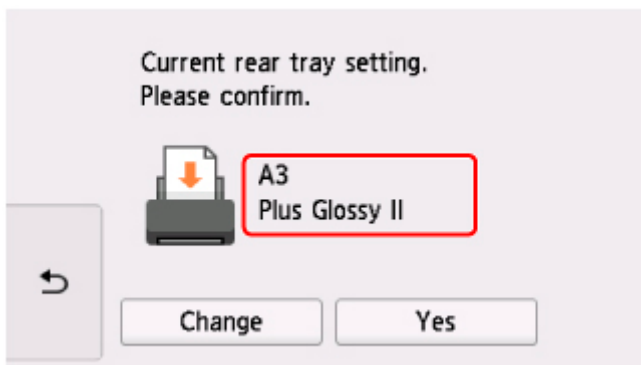 Current rear tray setting.
Please confirm.
A3
Plus Glossy II
Change
Yes